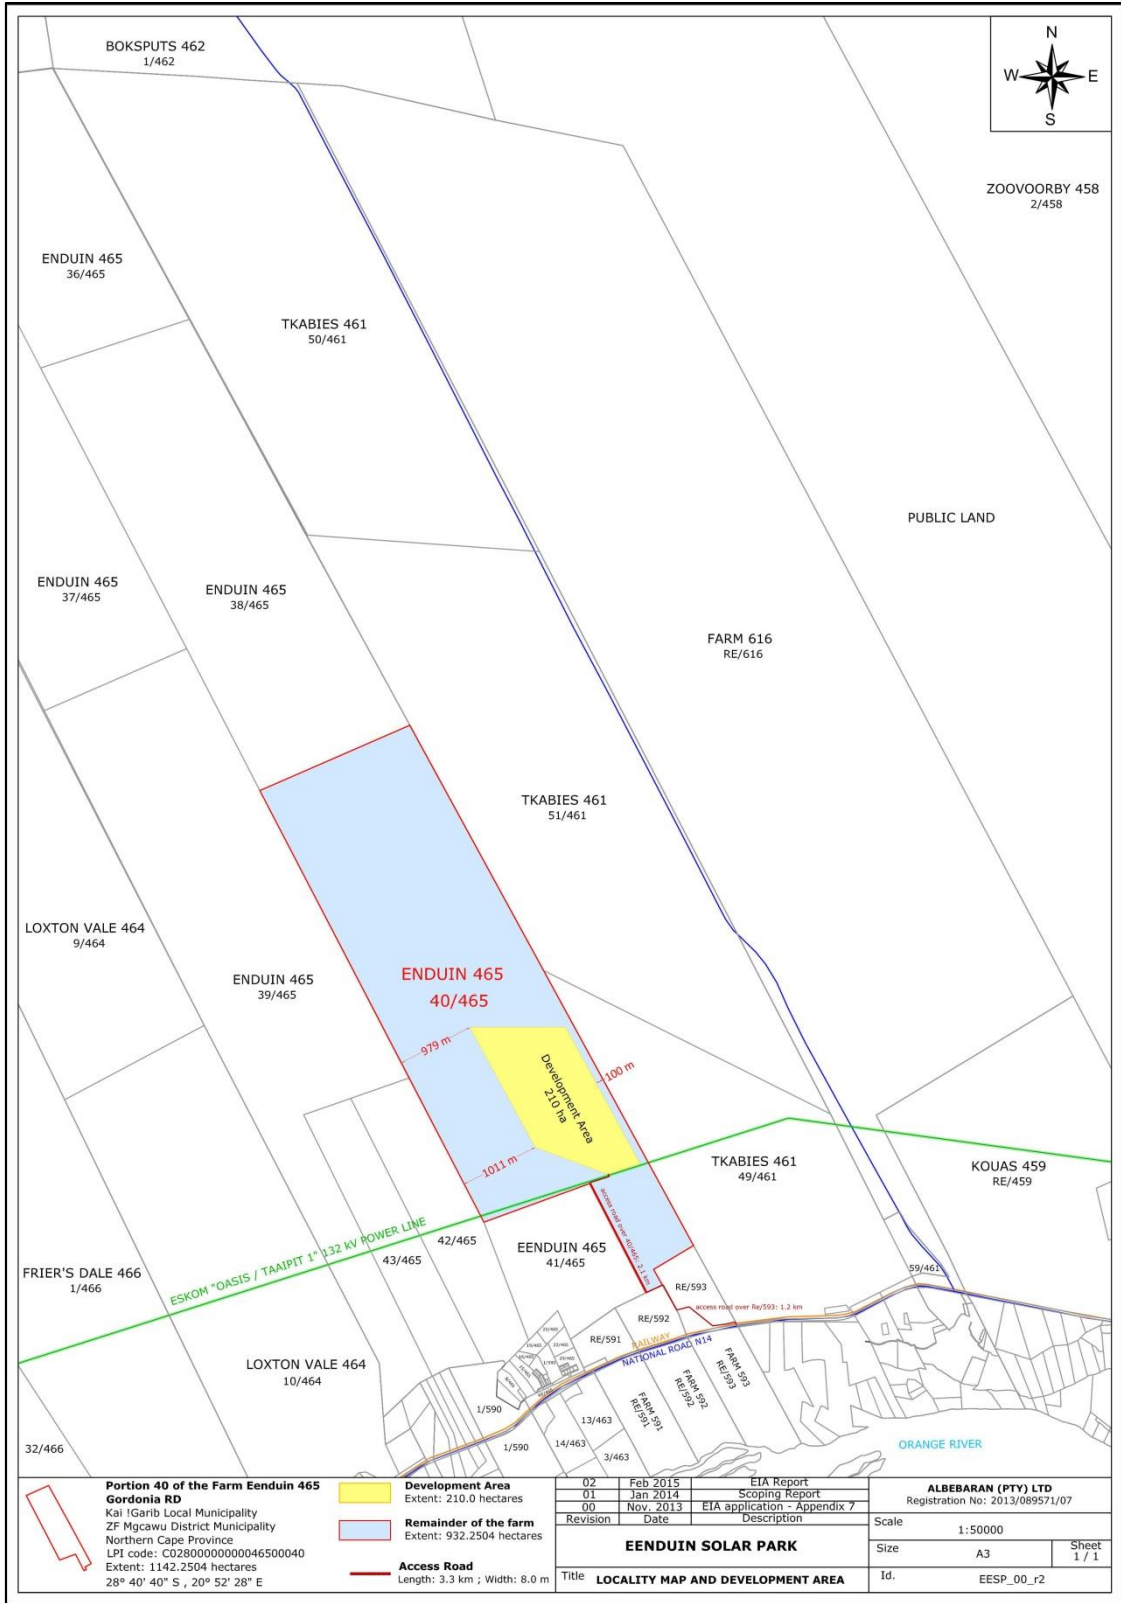 BOKSPUTS 462
1/462
N
W
E
S
ZOOVOORBY 458
2/458
ENDUIN 465
36/465
TKABIES 461
50/461
PUBLIC LAND
ENDUIN 465
37/465
ENDUIN 465
38/465
FARM 616
RE/616
TKABIES 461
51/461
LOXTON VALE 464
9/464
ENDUIN 465
39/465
ENDUIN 465
40/465
979 m
100 m
Development Area
210 ha
1011 m
TKABIES 461
49/461
KOUAS 459
RE/459
access road over 40/465: 2.1 km
ESKOM "OASIS / TAAIPIT 1" 132 kV POWER LINE
42/465
43/465
EENDUIN 465
41/465
FRIER'S DALE 466
1/466
59/461
RE/593
access road over Re/593: 1.2 km
RE/592
RE/591
RAILWAY
NATIONAL ROAD N14
1/590
LOXTON VALE 464
10/464
FARM 593
RE/593
FARM 592
RE/592
FARM 591
RE/591
1/590
13/463
14/463
1/590
3/463
32/466
ORANGE RIVER
Portion 40 of the Farm Eenduin 465
Gordonia RD
Kai !Garib Local Municipality
ZF Mgcawu District Municipality
Northern Cape Province
LPI code: C02800000000046500040
Extent: 1142.2504 hectares
28° 40' 40" S , 20° 52' 28" E
Development Area
Extent: 210.0 hectares
Remainder of the farm
Extent: 932.2504 hectares
Access Road
Length: 3.3 km ; Width: 8.0 m
02 Feb 2015 EIA Report
01 Jan 2014 Scoping Report
00 Nov. 2013 EIA application - Appendix 7
Revision Date Description
EENDUIN SOLAR PARK
Title LOCALITY MAP AND DEVELOPMENT AREA
ALBEBARAN (PTY) LTD
Registration No: 2013/089571/07
Scale
1:50000
Size
A3
Sheet
1 / 1
Id.
EESP_00_r2